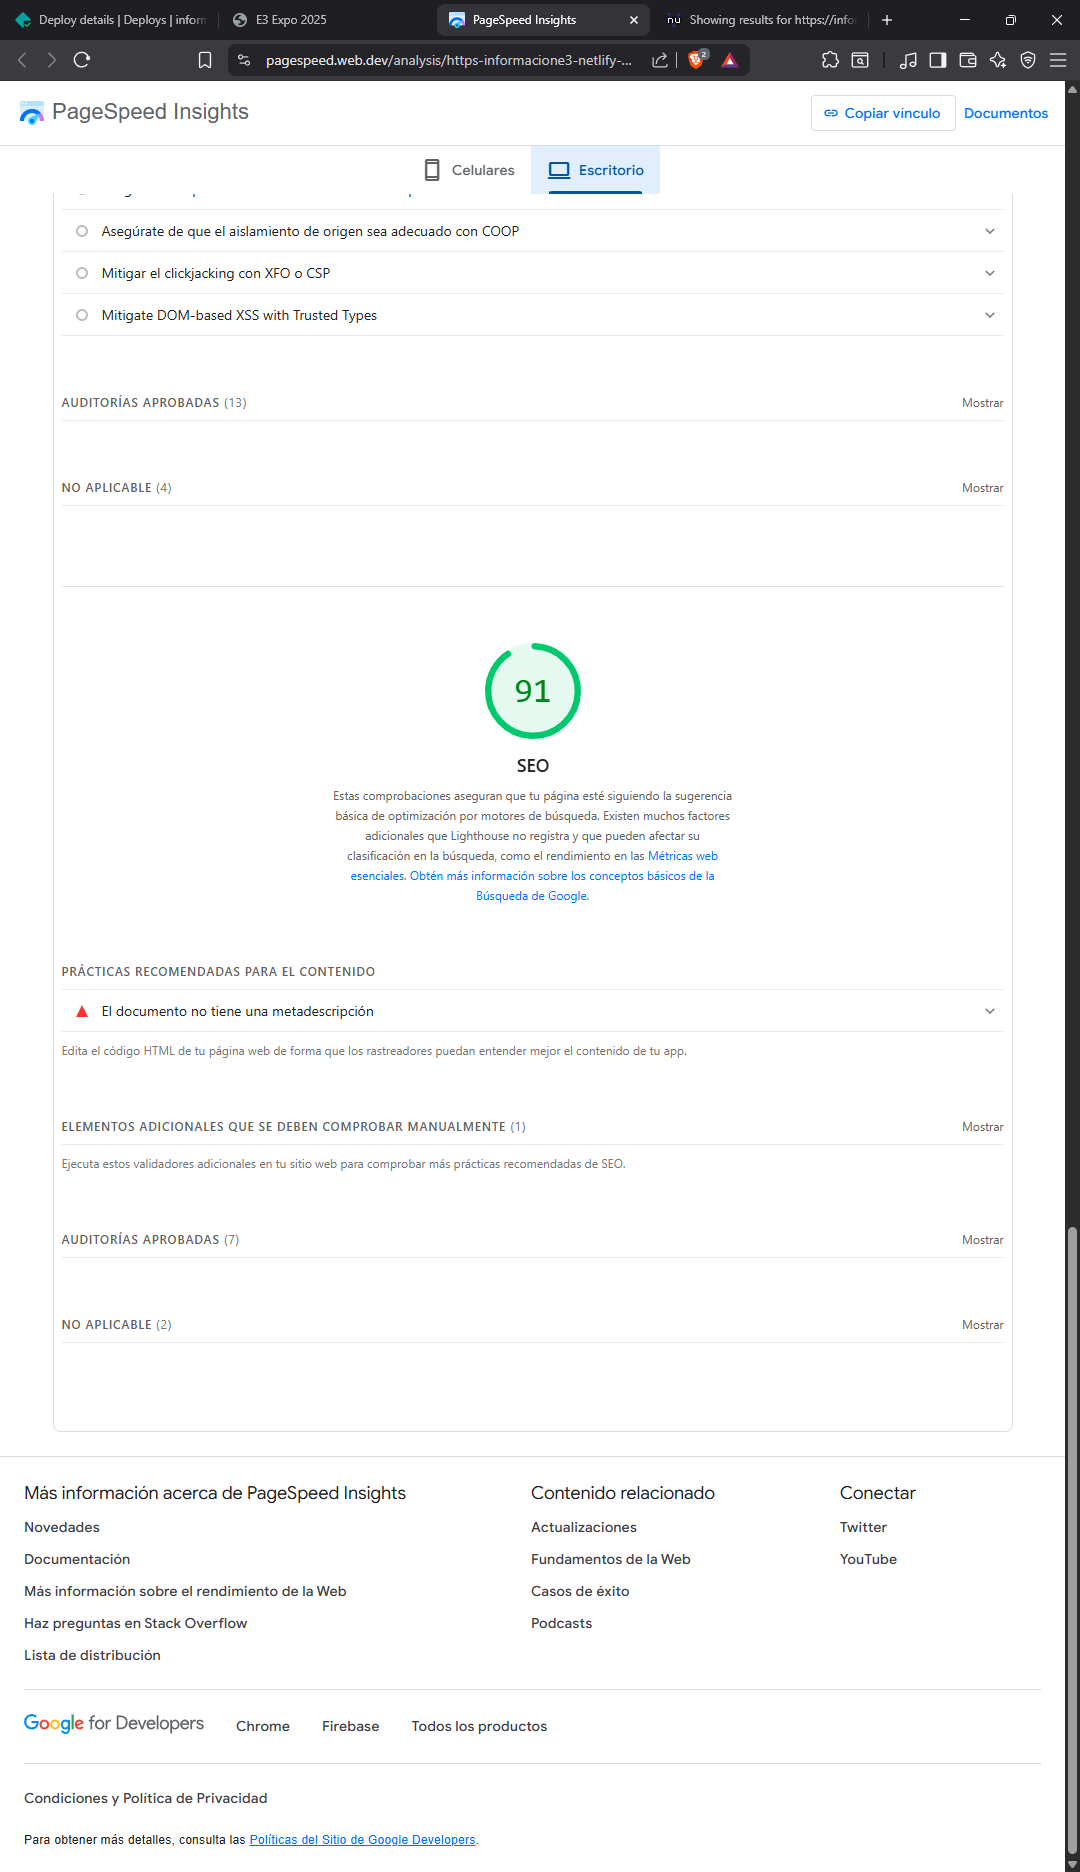 Deploy details | Deploys | inform
E3 Expo 2025
PageSpeed Insights
Showing results for https://info
pagespeed.web.dev/analysis/https-informacione3-netlify-...
2
PageSpeed Insights
Copiar vínculo
Documentos
Celulares
Escritorio
Asegúrate de que el aislamiento de origen sea adecuado con COOP
Mitigar el clickjacking con XFO o CSP
Mitigate DOM-based XSS with Trusted Types
AUDITORÍAS APROBADAS (13)
Mostrar
NO APLICABLE (4)
Mostrar
91
SEO
Estas comprobaciones aseguran que tu página esté siguiendo la sugerencia
básica de optimización por motores de búsqueda. Existen muchos factores
adicionales que Lighthouse no registra y que pueden afectar su
clasificación en la búsqueda, como el rendimiento en las Métricas web
esenciales. Obtén más información sobre los conceptos básicos de la
Búsqueda de Google.
PRÁCTICAS RECOMENDADAS PARA EL CONTENIDO
El documento no tiene una metadescripción
Edita el código HTML de tu página web de forma que los rastreadores puedan entender mejor el contenido de tu app.
ELEMENTOS ADICIONALES QUE SE DEBEN COMPROBAR MANUALMENTE (1)
Mostrar
Ejecuta estos validadores adicionales en tu sitio web para comprobar más prácticas recomendadas de SEO.
AUDITORÍAS APROBADAS (7)
Mostrar
NO APLICABLE (2)
Mostrar
Más información acerca de PageSpeed Insights
Novedades
Documentación
Más información sobre el rendimiento de la Web
Haz preguntas en Stack Overflow
Lista de distribución
Contenido relacionado
Actualizaciones
Fundamentos de la Web
Casos de éxito
Podcasts
Conectar
Twitter
YouTube
Google for Developers
Chrome
Firebase
Todos los productos
Condiciones y Política de Privacidad
Para obtener más detalles, consulta las Políticas del Sitio de Google Developers.